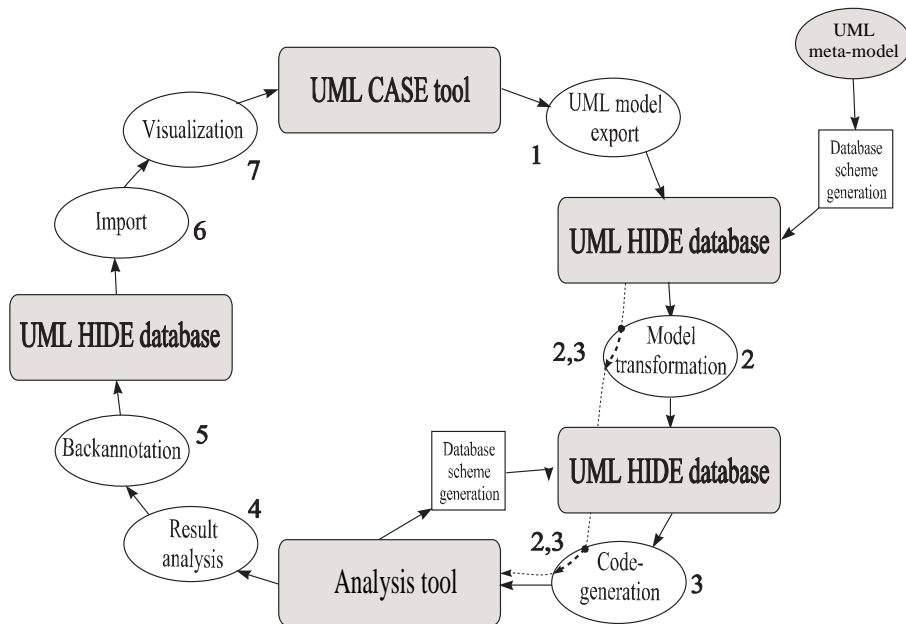 UML
meta-model
UML CASE tool
UML model
export
1
Visualization
7
Database
scheme
generation
Import
6
UML HIDE database
UML HIDE database
2,3
Model
transformation
2
Backannotation
5
Database
scheme
generation
UML HIDE database
Result
analysis
4
2,3
Analysis tool
Code-
generation
3